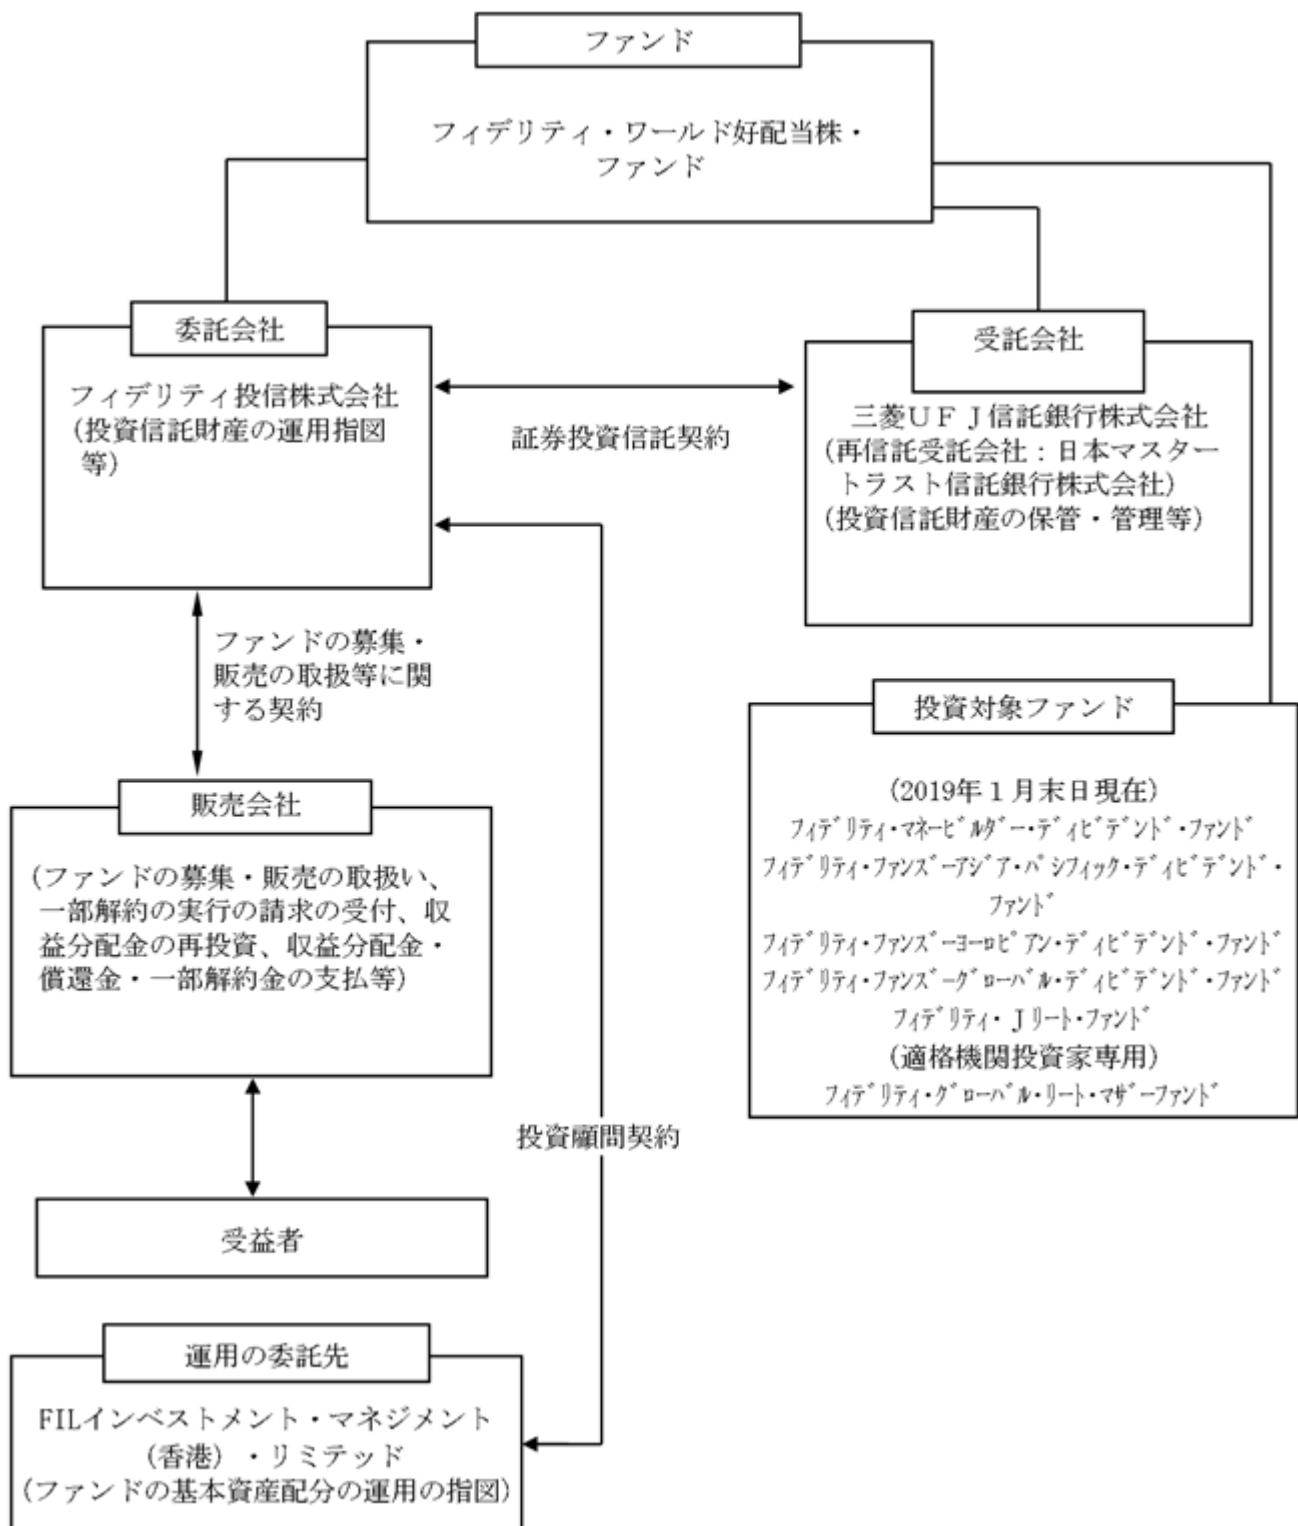 ファンド
フィデリティ・ワールド好配当株・
ファンド
委託会社
フィデリティ投信株式会社
(投資信託財産の運用指図
等)
証券投資信託契約
受託会社
三菱ＵＦＪ信託銀行株式会社
(再信託受託会社：日本マスター
トラスト信託銀行株式会社)
(投資信託財産の保管・管理等)
ファンドの募集・
販売の取扱等に関
する契約
投資対象ファンド
(2019年１月末日現在)
ﾌｨﾃﾞﾘﾃｨ・ﾏﾈｰﾋﾞﾙﾀﾞｰ・ﾃﾞｨﾋﾞﾃﾞﾝﾄﾞ・ﾌｧﾝﾄﾞ
ﾌｨﾃﾞﾘﾃｨ・ﾌｧﾝｽﾞｰｱｼﾞｱ・ﾊﾟｼﾌｨｯｸ・ﾃﾞｨﾋﾞﾃﾞﾝﾄﾞ・
ﾌｧﾝﾄﾞ
ﾌｨﾃﾞﾘﾃｨ・ﾌｧﾝｽﾞｰﾖｰﾛﾋﾟｱﾝ・ﾃﾞｨﾋﾞﾃﾞﾝﾄﾞ・ﾌｧﾝﾄﾞ
ﾌｨﾃﾞﾘﾃｨ・ﾌｧﾝｽﾞｰｸﾞﾛｰﾊﾞﾙ・ﾃﾞｨﾋﾞﾃﾞﾝﾄﾞ・ﾌｧﾝﾄﾞ
ﾌｨﾃﾞﾘﾃｨ・Ｊﾘｰﾄ・ﾌｧﾝﾄﾞ
(適格機関投資家専用)
ﾌｨﾃﾞﾘﾃｨ・ｸﾞﾛｰﾊﾞﾙ・ﾘｰﾄ・ﾏｻﾞｰﾌｧﾝﾄﾞ
販売会社
(ファンドの募集・販売の取扱い、
一部解約の実行の請求の受付、収
益分配金の再投資、収益分配金・
償還金・一部解約金の支払等)
投資顧問契約
受益者
運用の委託先
FILインベストメント・マネジメント
(香港)・リミテッド
(ファンドの基本資産配分の運用の指図)